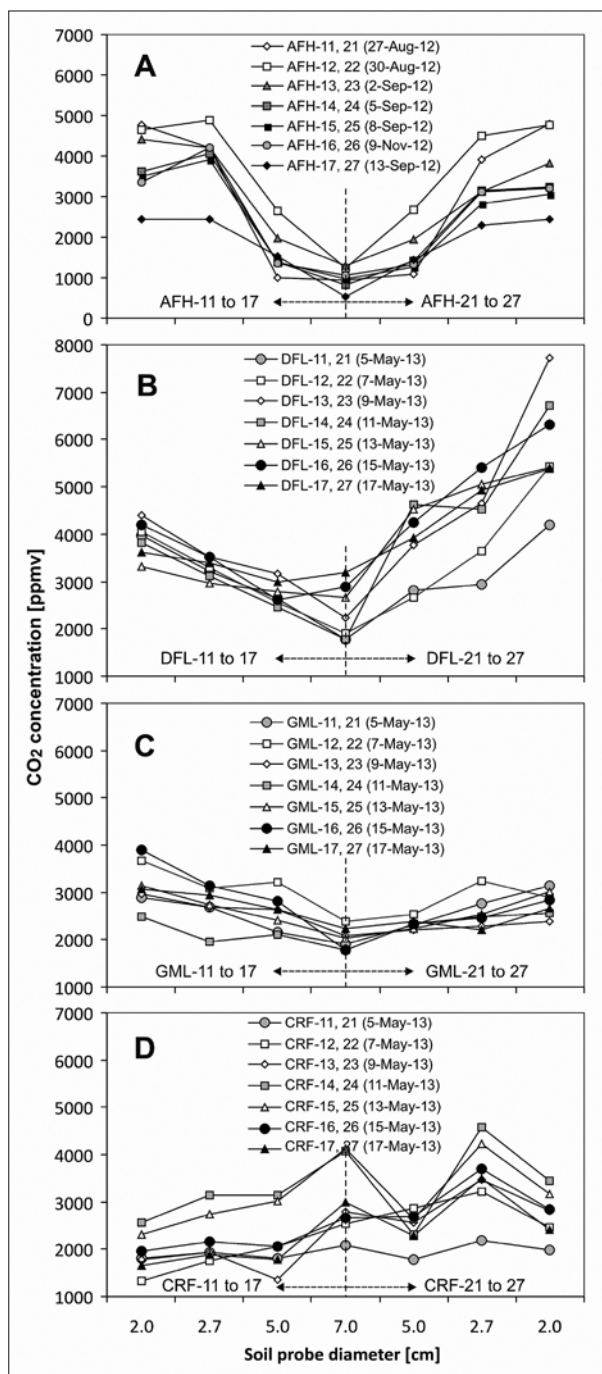 7000
6000
5000
4000
3000
2000
1000
0
A
AFH-11, 21 (27-Aug-12)
AFH-12, 22 (30-Aug-12)
AFH-13, 23 (2-Sep-12)
AFH-14, 24 (5-Sep-12)
AFH-15, 25 (8-Sep-12)
AFH-16, 26 (9-Nov-12)
AFH-17, 27 (13-Sep-12)
AFH-11 to 17
AFH-21 to 27
8000
7000
6000
5000
4000
3000
2000
1000
B
DFL-11, 21 (5-May-13)
DFL-12, 22 (7-May-13)
DFL-13, 23 (9-May-13)
DFL-14, 24 (11-May-13)
DFL-15, 25 (13-May-13)
DFL-16, 26 (15-May-13)
DFL-17, 27 (17-May-13)
DFL-11 to 17
DFL-21 to 27
CO2 concentration [ppmv]
7000
6000
5000
4000
3000
2000
1000
C
GML-11, 21 (5-May-13)
GML-12, 22 (7-May-13)
GML-13, 23 (9-May-13)
GML-14, 24 (11-May-13)
GML-15, 25 (13-May-13)
GML-16, 26 (15-May-13)
GML-17, 27 (17-May-13)
GML-11 to 17
GML-21 to 27
7000
6000
5000
4000
3000
2000
1000
D
CRF-11, 21 (5-May-13)
CRF-12, 22 (7-May-13)
CRF-13, 23 (9-May-13)
CRF-14, 24 (11-May-13)
CRF-15, 25 (13-May-13)
CRF-16, 26 (15-May-13)
CRF-17, 27 (17-May-13)
CRF-11 to 17
CRF-21 to 27
2.0 2.7 5.0 7.0 5.0 2.7 2.0
Soil probe diameter [cm]